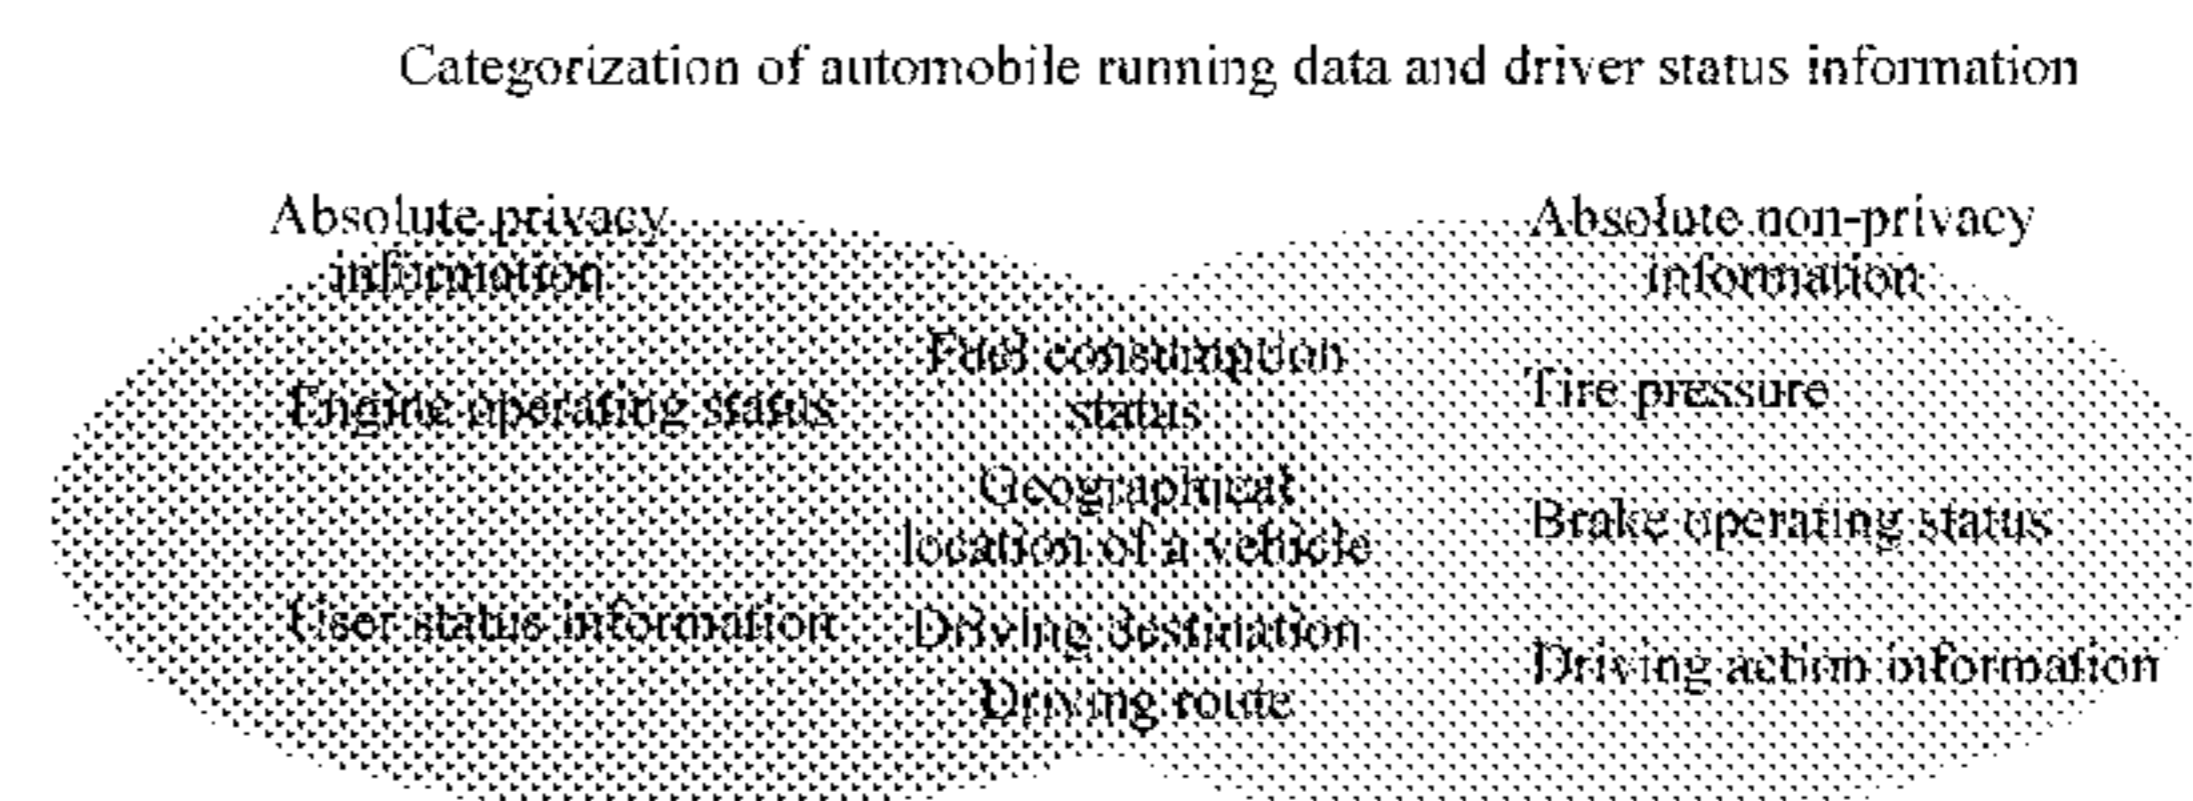 Categorization of automobile running data and driver status information
Absolute privacy
information
Absolute non-privacy
information
Engine operating status
User status information
Fuel consumption
status
Geographical
location of a vehicle
Driving destination
Driving route
Tire pressure
Brake operating status
Driving action information